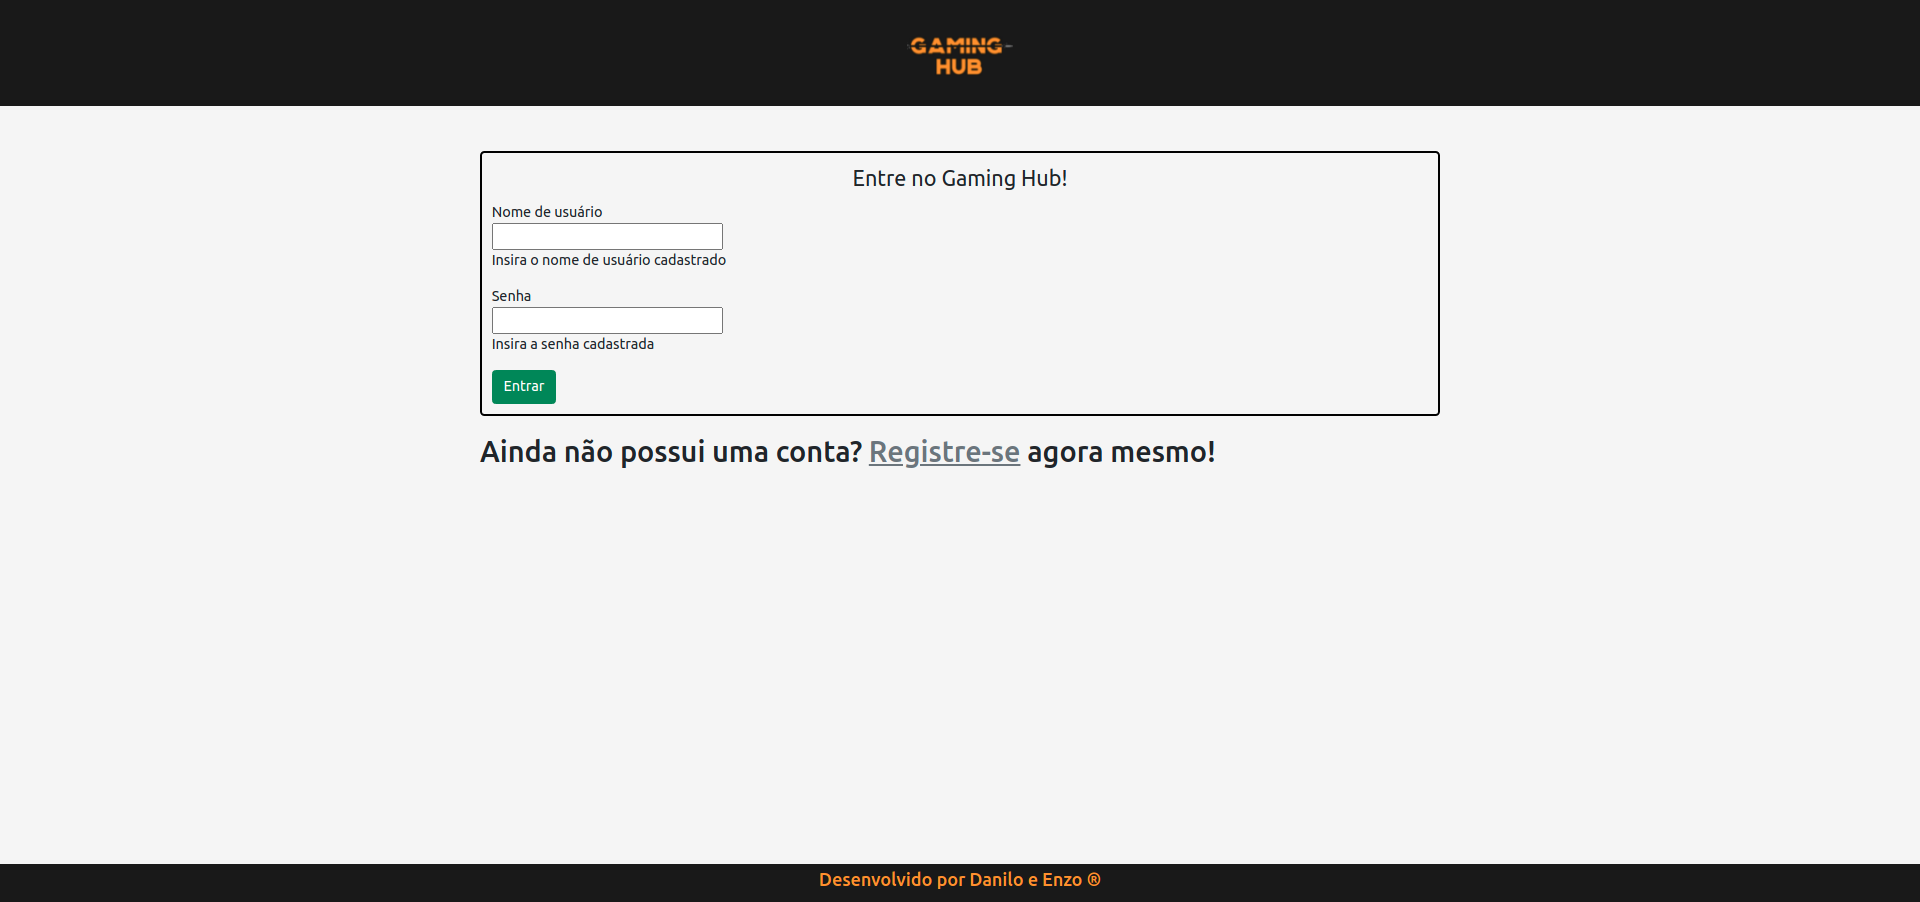 GAMING
HUB
Entre no Gaming Hub!
Nome de usuário
Insira o nome de usuário cadastrado
Senha
Insira a senha cadastrada
Entrar
Ainda não possui uma conta? Registre-se agora mesmo!
Desenvolvido por Danilo e Enzo ®